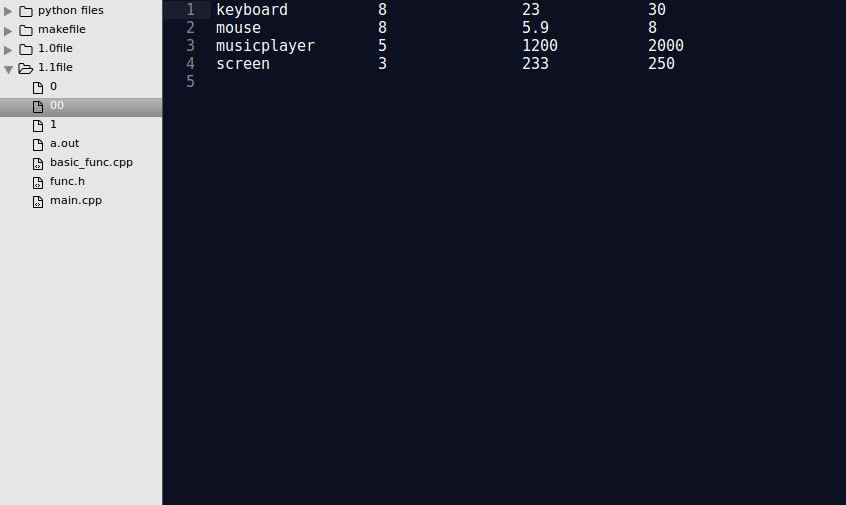 python files
makefile
1.0file
1.1file
0
00
1
a.out
basic_func.cpp
func.h
main.cpp
1 keyboard 8 23 30
2 mouse 8 5.9 8
3 musicplayer 5 1200 2000
4 screen 3 233 250
5